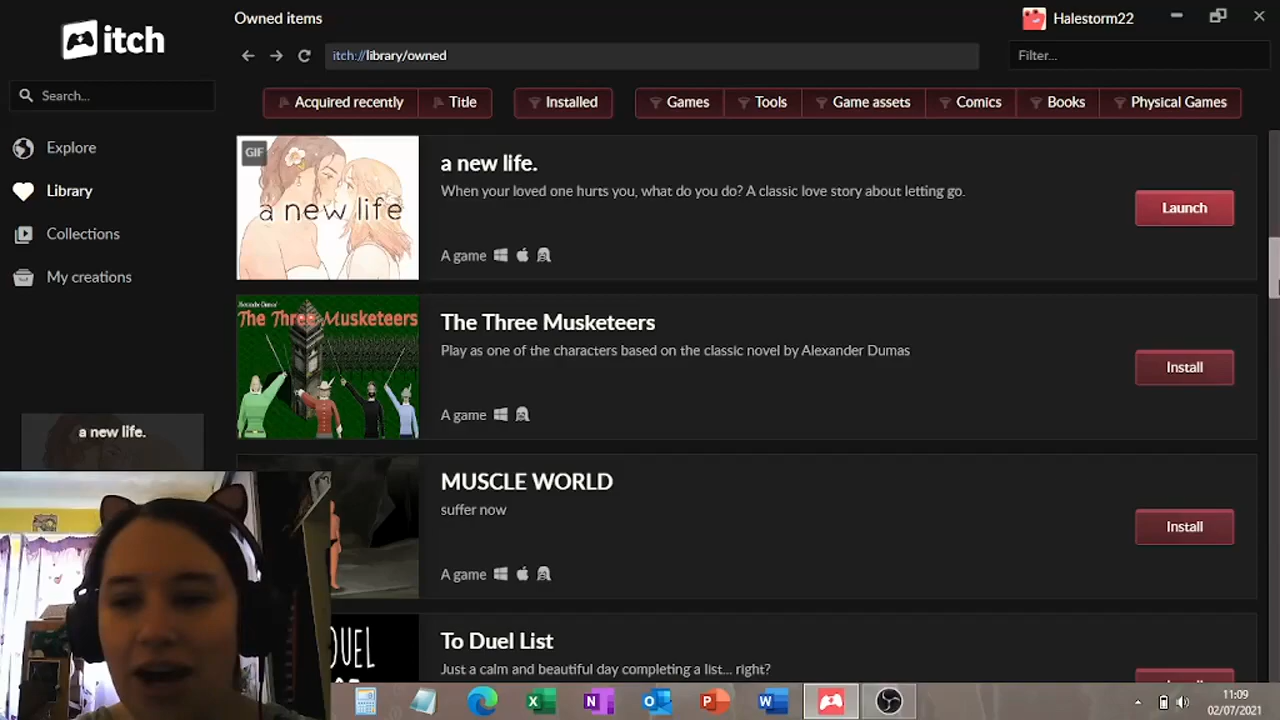 itch
Owned items
Halestorm22
itch://library/owned
Filter...
Search...
Acquired recently
Title
Installed
Games
Tools
Game assets
Comics
Books
Physical Games
Explore
Library
Collections
My creations
a new life.
GIF
a new life
a new life.
When your loved one hurts you, what do you do? A classic love story about letting go.
A game
Launch
Alexander Dumas'
The Three Musketeers
The Three Musketeers
Play as one of the characters based on the classic novel by Alexander Dumas
A game
Install
MUSCLE WORLD
suffer now
A game
Install
DUEL
LIST
To Duel List
Just a calm and beautiful day completing a list... right?
11:09
02/07/2021